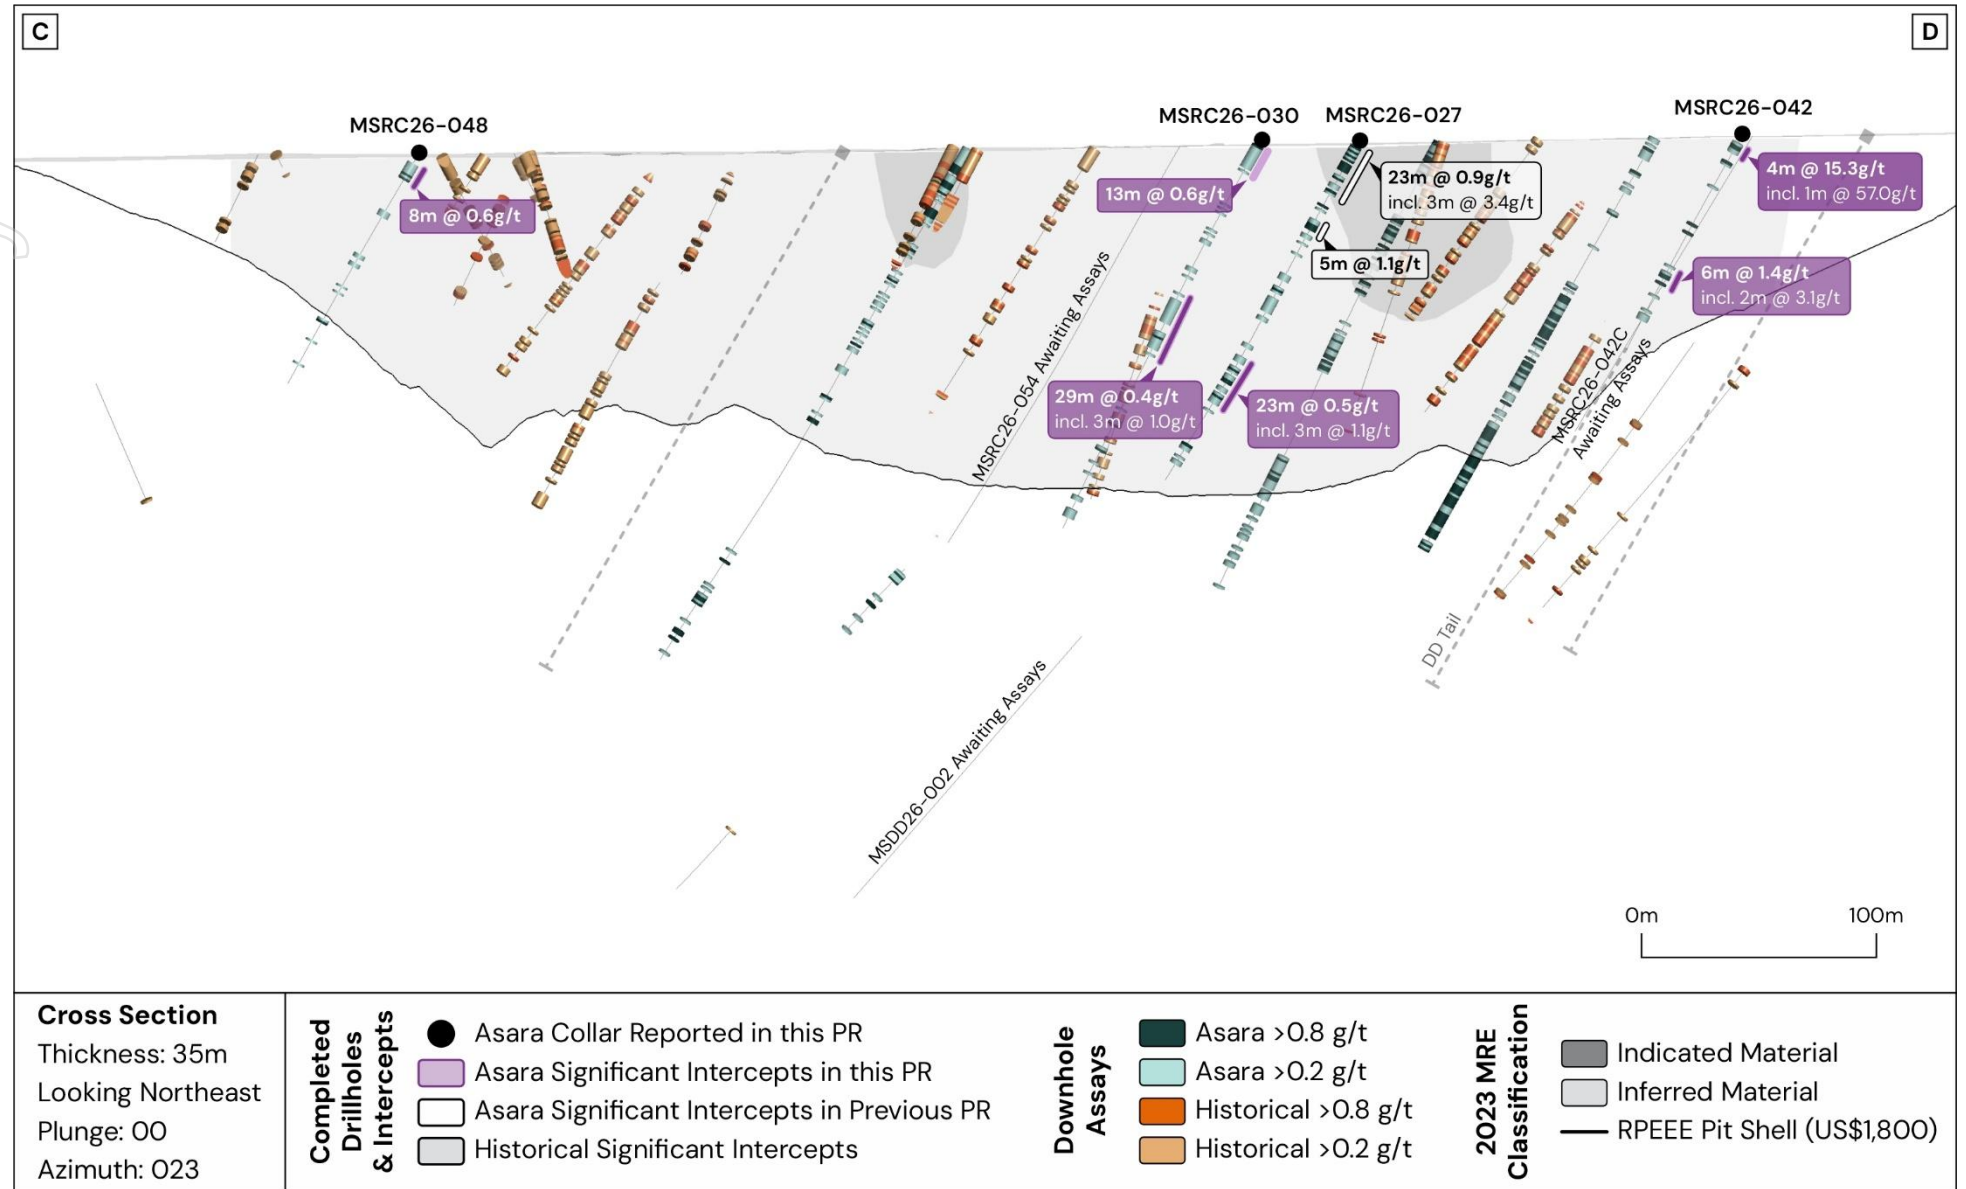 C
D
MSRC26-048
MSRC26-030
MSRC26-027
MSRC26-042
8m @ 0.6g/t
13m @ 0.6g/t
23m @ 0.9g/t
incl. 3m @ 3.4g/t
5m @ 1.1g/t
4m @ 15.3g/t
incl. 1m @ 57.0g/t
6m @ 1.4g/t
incl. 2m @ 3.1g/t
29m @ 0.4g/t
incl. 3m @ 1.0g/t
23m @ 0.5g/t
incl. 3m @ 1.1g/t
MSRC26-054 Awaiting Assays
MSRC26-042C
Awaiting Assays
DD Tail
MSDD26-002 Awaiting Assays
0m
100m
Cross Section
Thickness: 35m
Looking Northeast
Plunge: 00
Azimuth: 023
Completed
Drillholes
& Intercepts
Asara Collar Reported in this PR
Asara Significant Intercepts in this PR
Asara Significant Intercepts in Previous PR
Historical Significant Intercepts
Downhole
Assays
Asara >0.8 g/t
Asara >0.2 g/t
Historical >0.8 g/t
Historical >0.2 g/t
2023 MRE
Classification
Indicated Material
Inferred Material
RPEEE Pit Shell (US$1,800)